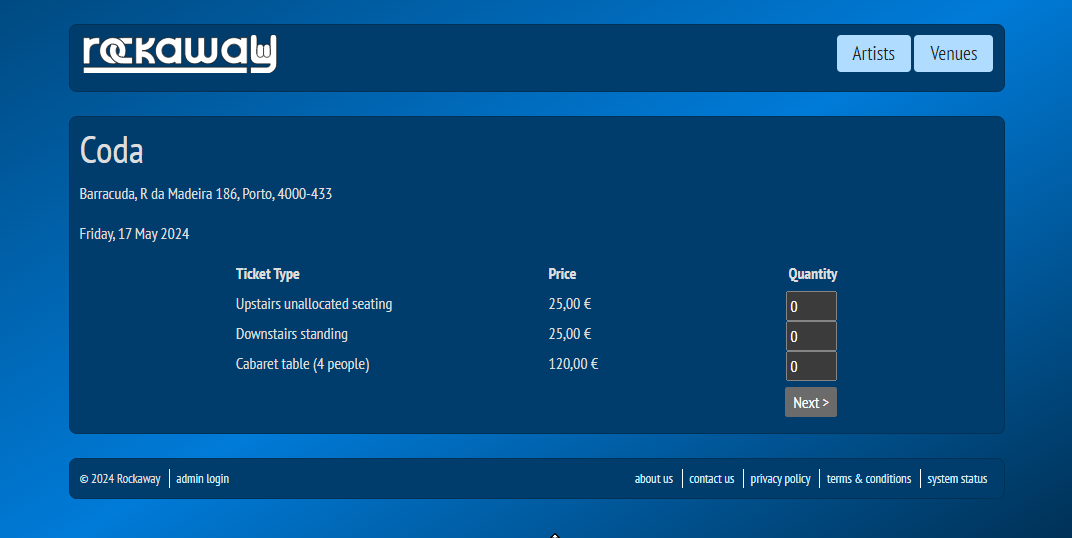 rockaway
Artists Venues
Coda
Barracuda, R da Madeira 186, Porto, 4000-433
Friday, 17 May 2024
Ticket Type Price Quantity
Upstairs unallocated seating 25,00 € 0
Downstairs standing 25,00 € 0
Cabaret table (4 people) 120,00 € 0
Next >
© 2024 Rockaway admin login about us contact us privacy policy terms & conditions system status